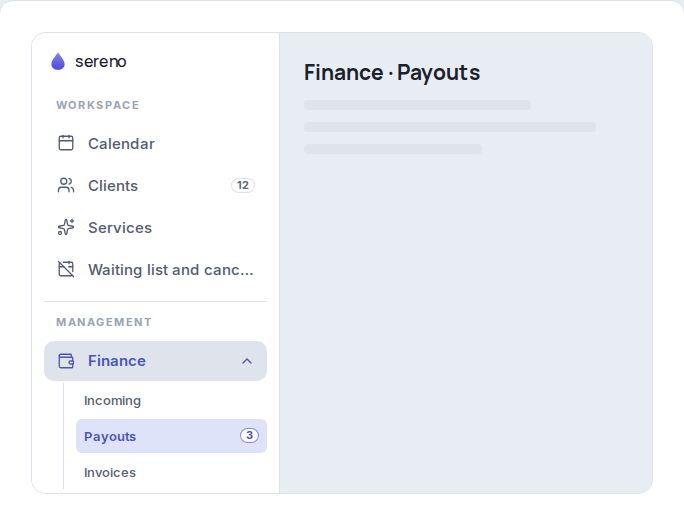 sereno
WORKSPACE
Calendar
Clients 12
Services
Waiting list and canc...
MANAGEMENT
Finance
Incoming
Payouts 3
Invoices
Finance · Payouts